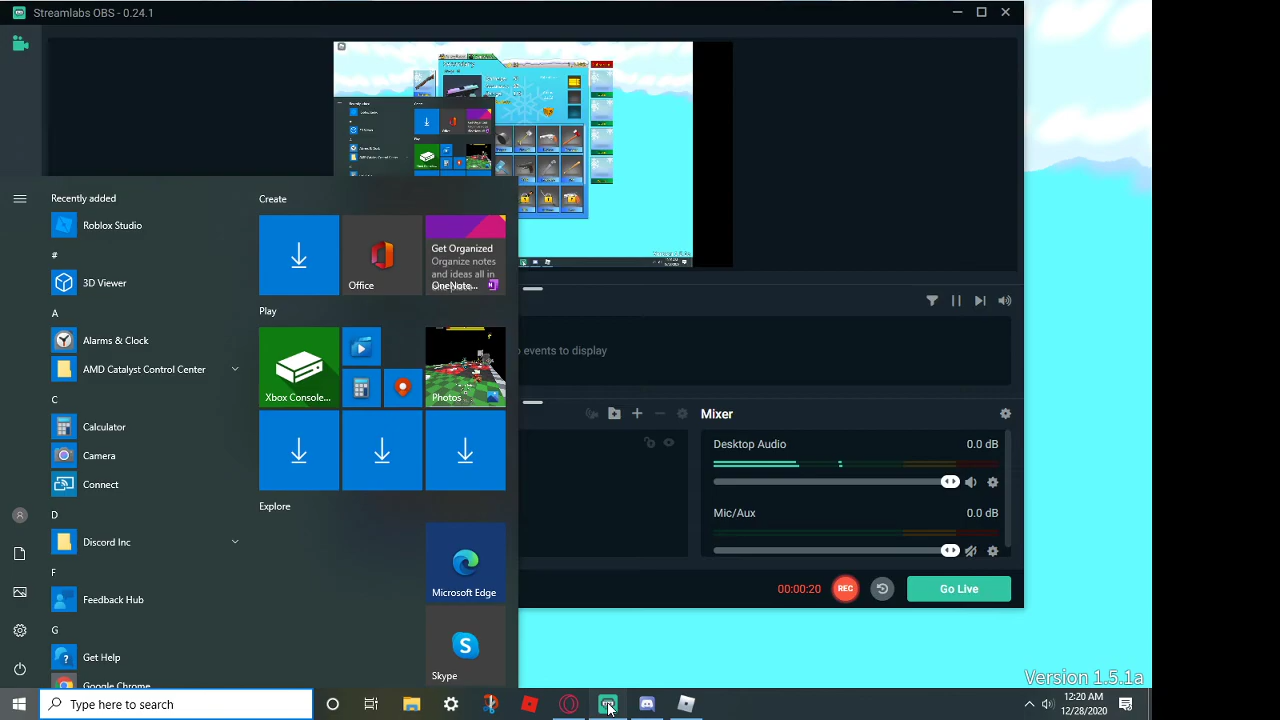 Streamlabs OBS - 0.24.1
Recently added
Roblox Studio
#
3D Viewer
A
Alarms & Clock
AMD Catalyst Control Center
C
Calculator
Camera
Connect
D
Discord Inc
F
Feedback Hub
G
Get Help
Google Chrome
Create
Office
Get Organized
Organize notes
and ideas all in
OneNote...
Play
Xbox Console...
Photos
Explore
Microsoft Edge
Skype
events to display
Mixer
Desktop Audio
0.0 dB
Mic/Aux
0.0 dB
00:00:20
REC
Go Live
Version 1.5.1a
Type here to search
12:20 AM
12/28/2020